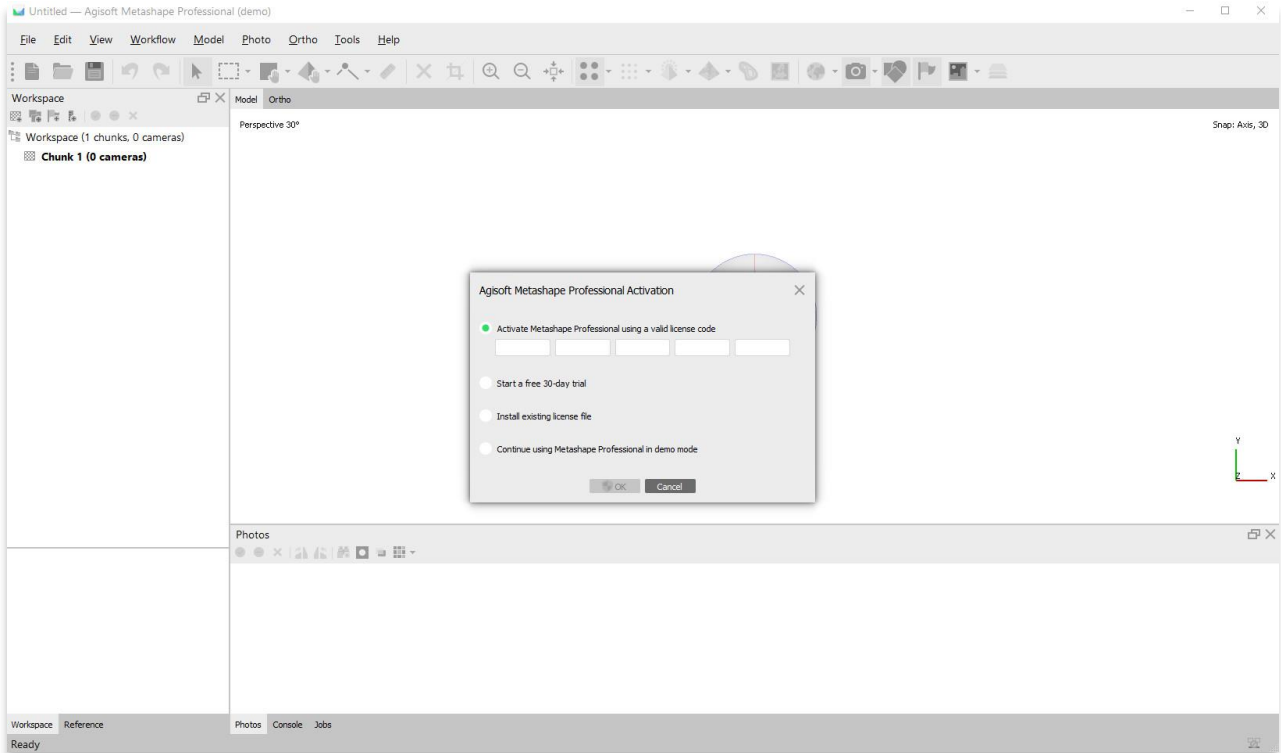 Untitled — Agisoft Metashape Professional (demo)
File Edit View Workflow Model Photo Ortho Tools Help
Workspace
Model Ortho
Perspective 30°
Snap: Axis, 3D
Workspace (1 chunks, 0 cameras)
Chunk 1 (0 cameras)
Agisoft Metashape Professional Activation
Activate Metashape Professional using a valid license code
Start a free 30-day trial
Install existing license file
Continue using Metashape Professional in demo mode
OK Cancel
Y
Z X
Photos
Workspace Reference
Photos Console Jobs
Ready